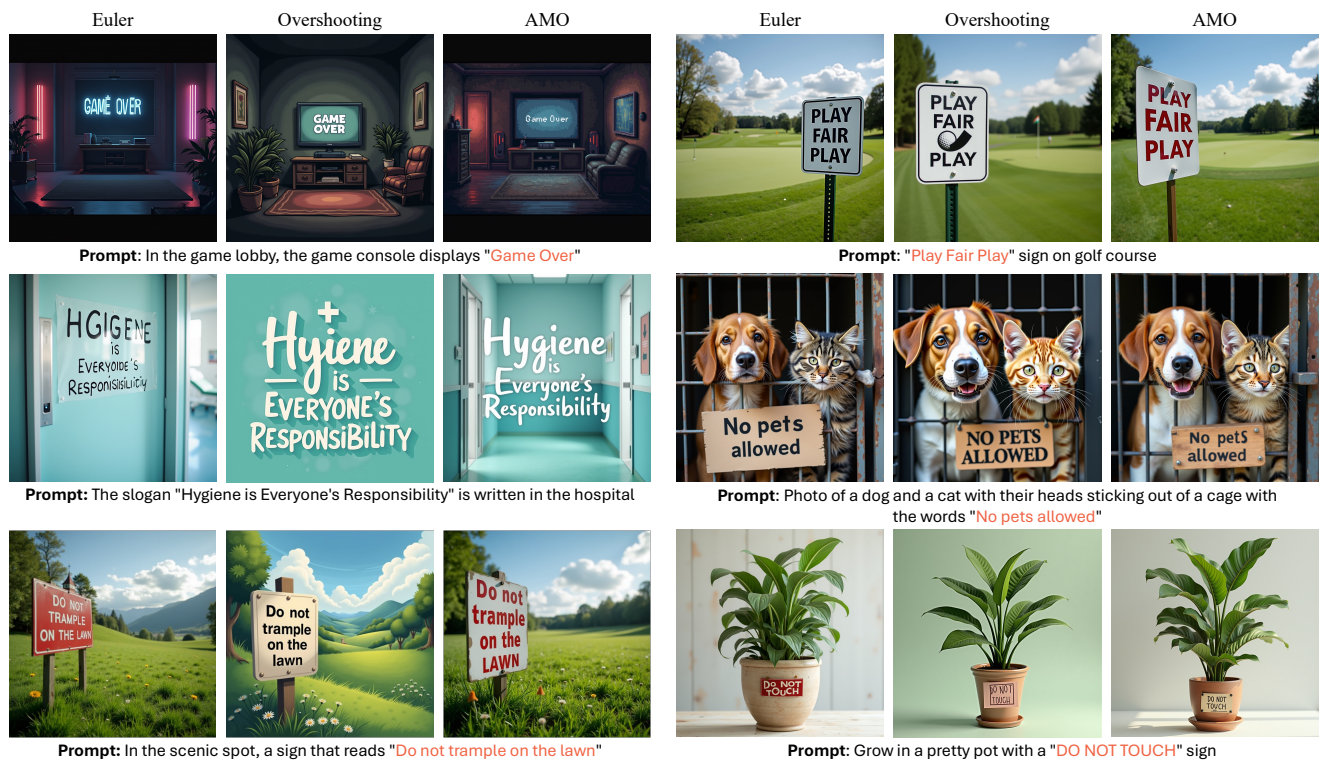 Euler Overshooting AMO
GAME OVER
GAME
OVER
Game Over
Prompt: In the game lobby, the game console displays "Game Over"
Euler Overshooting AMO
PLAY
FAIR
PLAY
PLAY
FAIR
PLAY
PLAY
FAIR
PLAY
Prompt: "Play Fair Play" sign on golf course
HGIGENE
is
Hyiene
is
EVERYONE'S
RESPONSIBILITY
Hygiene
is
Everyone's
Responsibility
Prompt: The slogan "Hygiene is Everyone's Responsibility" is written in the hospital
No pets
allowed
NO PETS
ALLOWED
No petS
allowed
Prompt: Photo of a dog and a cat with their heads sticking out of a cage with
the words "No pets allowed"
DO NOT
TRAMPLE
ON THE LAWN
Do not
trample
on the
lawn
Do not
trample
on the
LAWN
Prompt: In the scenic spot, a sign that reads "Do not trample on the lawn"
DO NOT
TOUCH
DO NOT
TOUCH
DO NOT
TOUCH
Prompt: Grow in a pretty pot with a "DO NOT TOUCH" sign